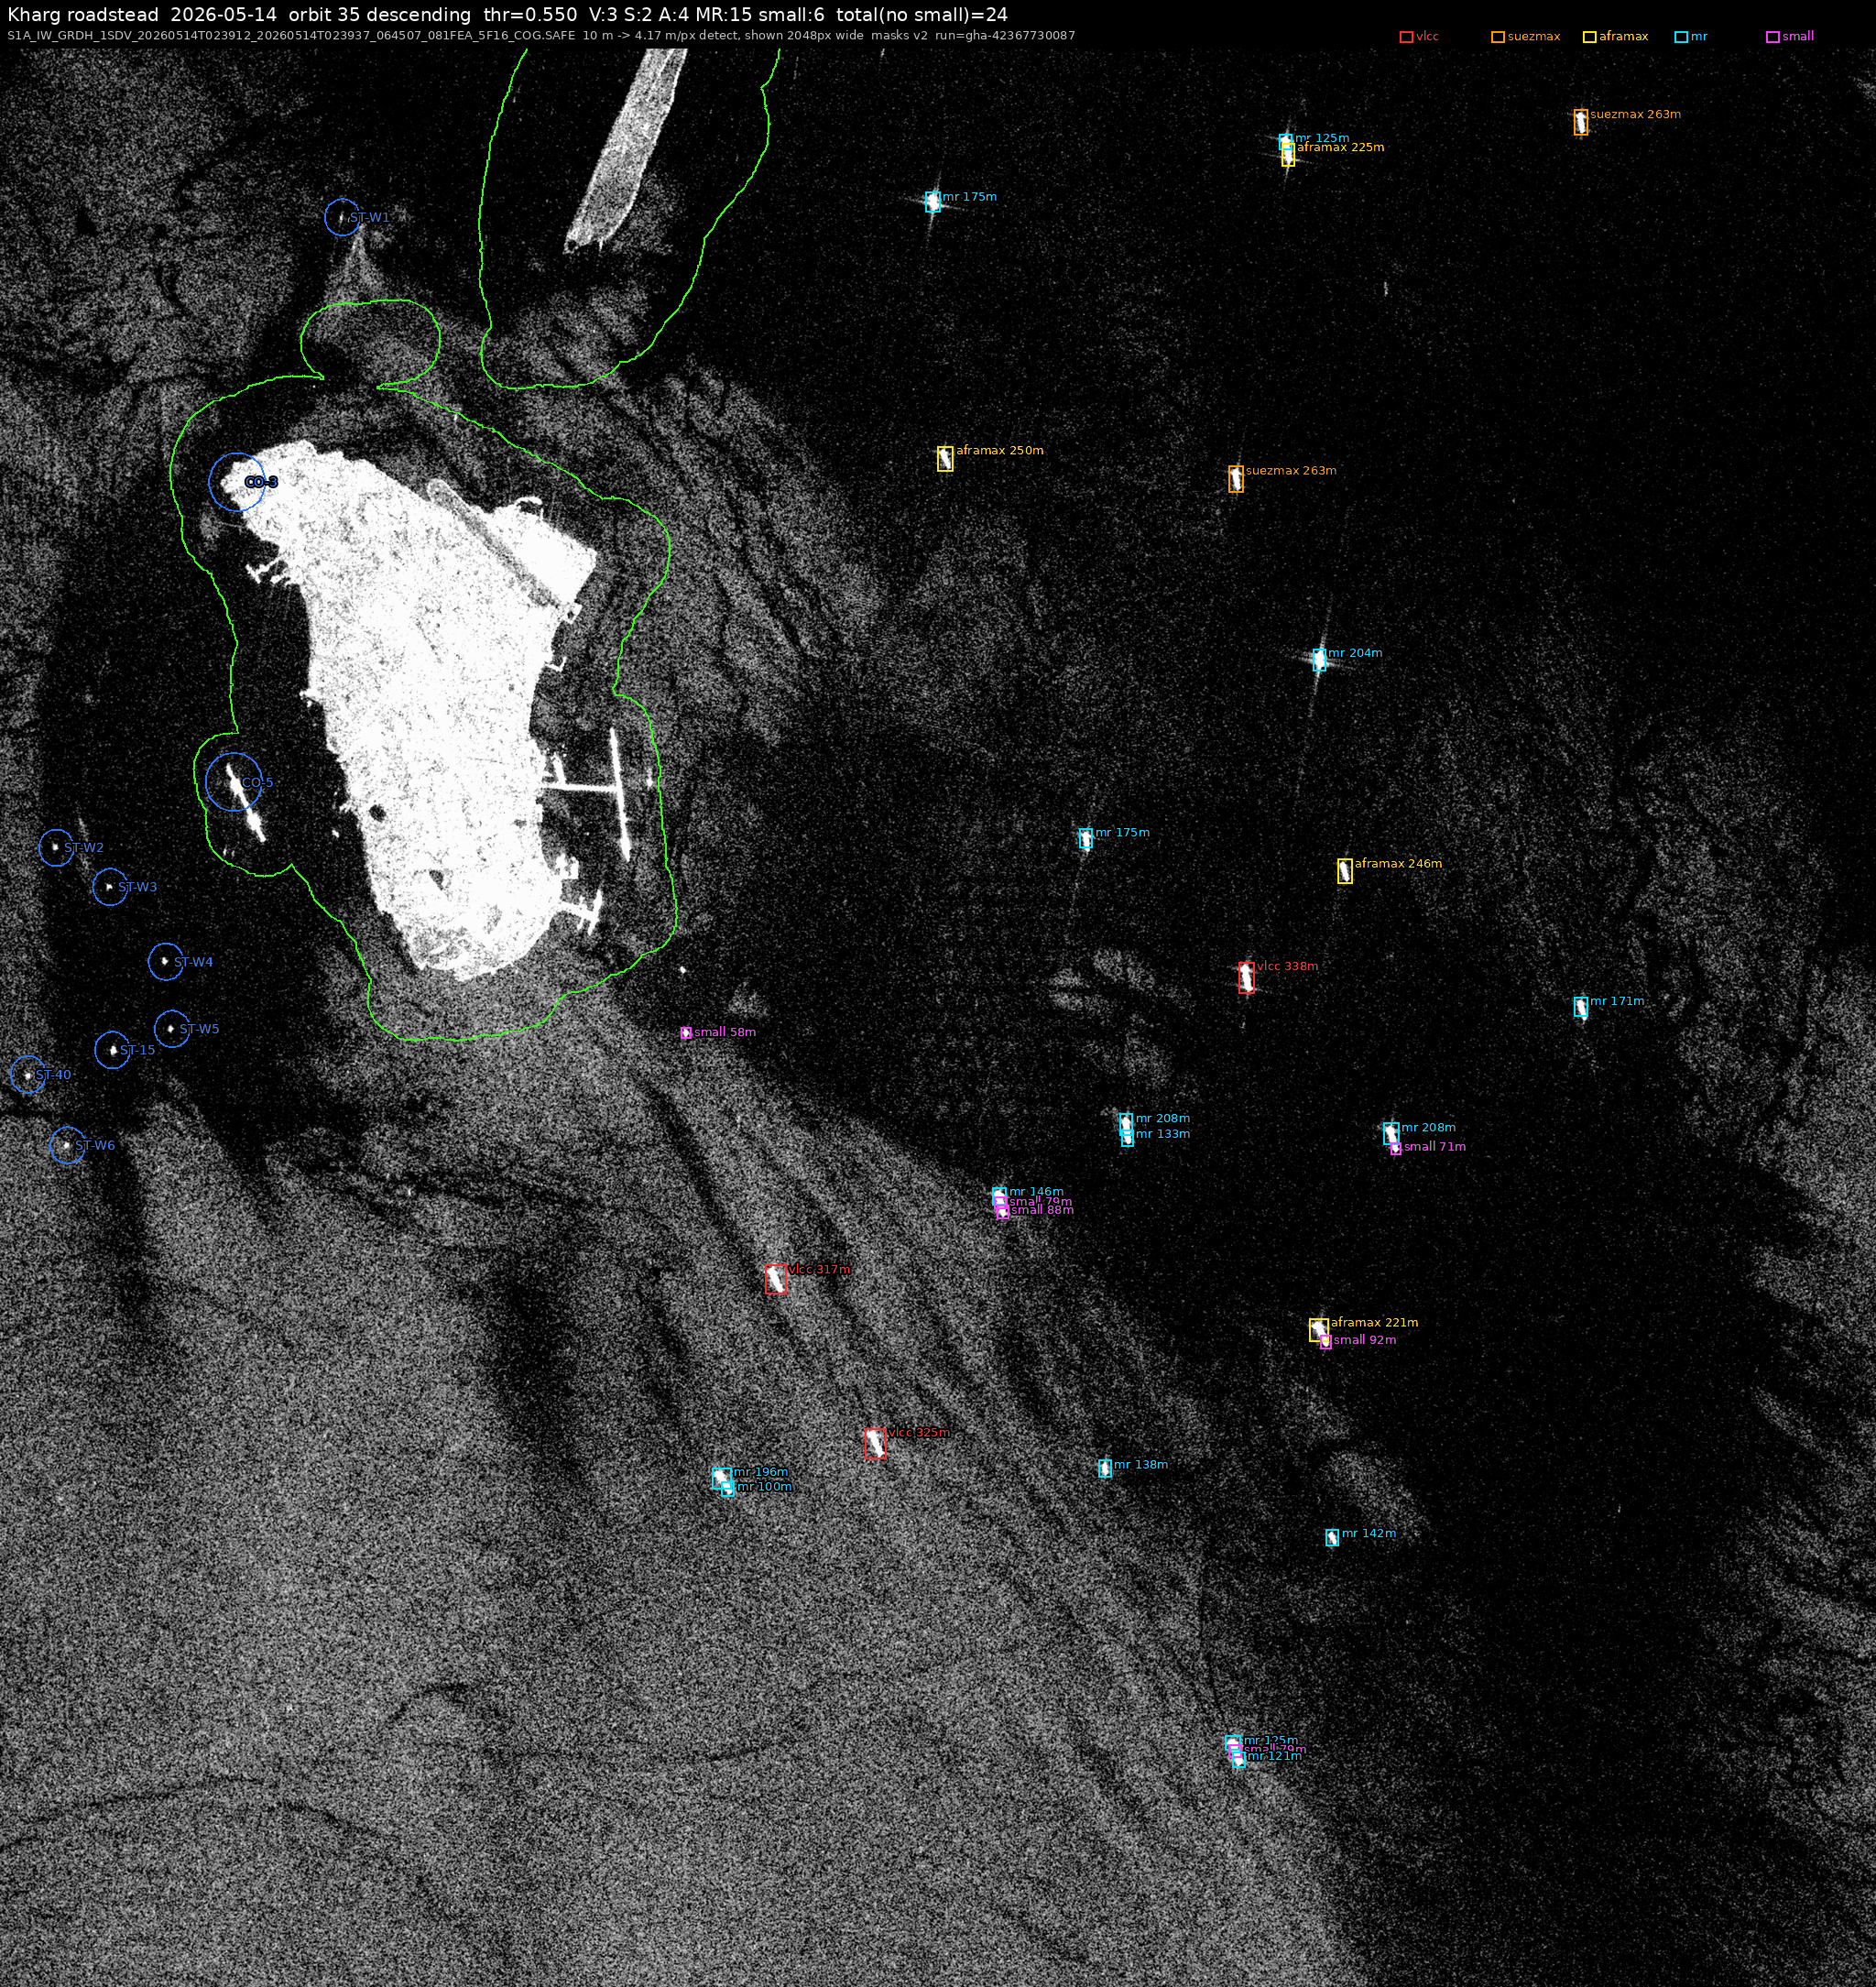 Kharg roadstead 2026-05-14 orbit 35 descending thr=0.550 V:3 S:2 A:4 MR:15 small:6 total(no small)=24
S1A_IW_GRDH_1SDV_20260514T023912_20260514T023937_064507_081FEA_5F16_COG.SAFE 10 m -> 4.17 m/px detect, shown 2048px wide masks v2 run=gha-42367730087
vlcc suezmax aframax mr small
suezmax 263m
mr 125m
aframax 225m
mr 175m
ST-W1
aframax 250m
suezmax 263m
CO-3
mr 204m
CO-5
mr 175m
ST-W2
aframax 246m
ST-W3
ST-W4
vlcc 338m
mr 171m
ST-W5
small 58m
ST-15
ST-40
mr 208m
mr 208m
mr 133m
ST-W6
small 71m
mr 146m
small 79m
small 88m
vlcc 317m
aframax 221m
small 92m
vlcc 325m
mr 138m
mr 196m
mr 100m
mr 142m
mr 125m
small 79m
mr 121m